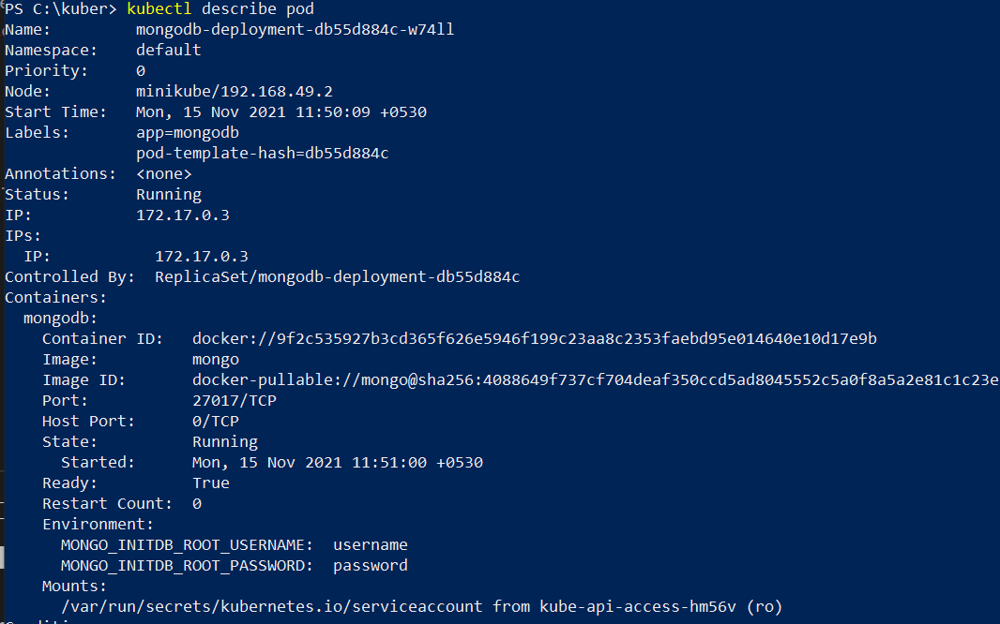 PS C:\kuber> kubectl describe pod
Name:         mongodb-deployment-db55d884c-w74ll
Namespace:    default
Priority:     0
Node:         minikube/192.168.49.2
Start Time:   Mon, 15 Nov 2021 11:50:09 +0530
Labels:       app=mongodb
              pod-template-hash=db55d884c
Annotations:  <none>
Status:       Running
IP:           172.17.0.3
IPs:
  IP:           172.17.0.3
Controlled By:  ReplicaSet/mongodb-deployment-db55d884c
Containers:
  mongodb:
    Container ID:   docker://9f2c535927b3cd365f626e5946f199c23aa8c2353faebd95e014640e10d17e9b
    Image:          mongo
    Image ID:       docker-pullable://mongo@sha256:4088649f737cf704deaf350ccd5ad8045552c5a0f8a5a2e81c1c23e
    Port:           27017/TCP
    Host Port:      0/TCP
    State:          Running
      Started:      Mon, 15 Nov 2021 11:51:00 +0530
    Ready:          True
    Restart Count:  0
    Environment:
      MONGO_INITDB_ROOT_USERNAME:  username
      MONGO_INITDB_ROOT_PASSWORD:  password
    Mounts:
      /var/run/secrets/kubernetes.io/serviceaccount from kube-api-access-hm56v (ro)